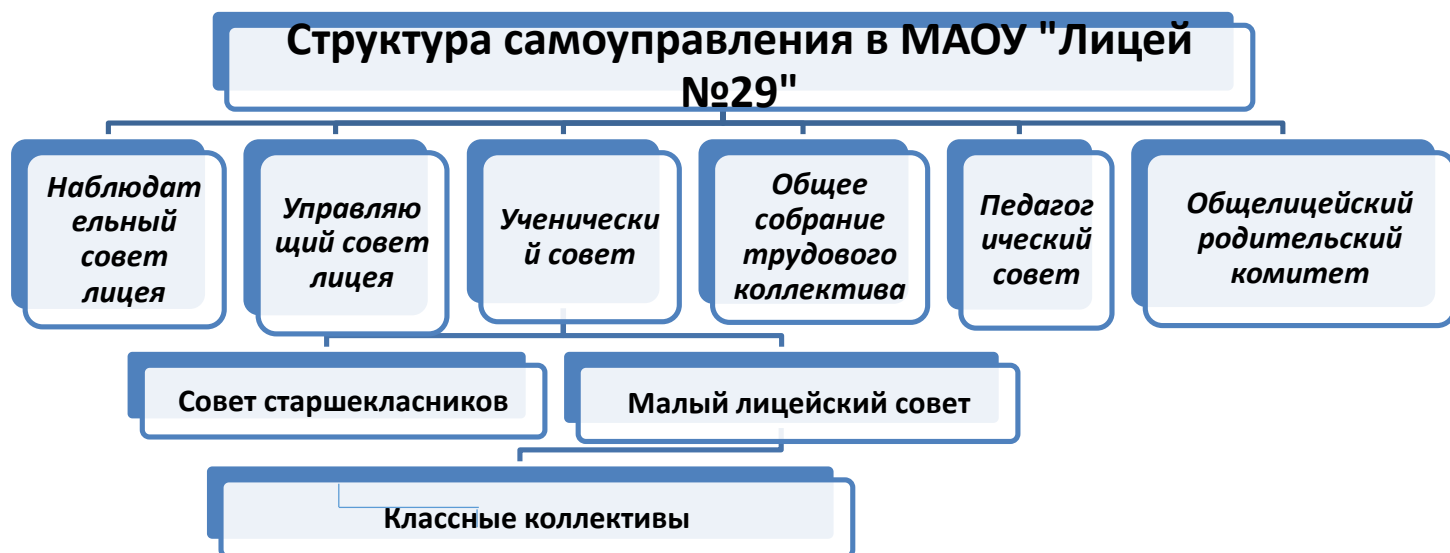 Структура самоуправления в МАОУ "Лицей
№29"
Наблюдат
ельный
совет
лицея
Управляю
щий совет
лицея
Ученически
й совет
Общее
собрание
трудового
коллектива
Педагог
ический
совет
Общелицейский
родительский
комитет
Совет старшекласников
Малый лицейский совет
Классные коллективы